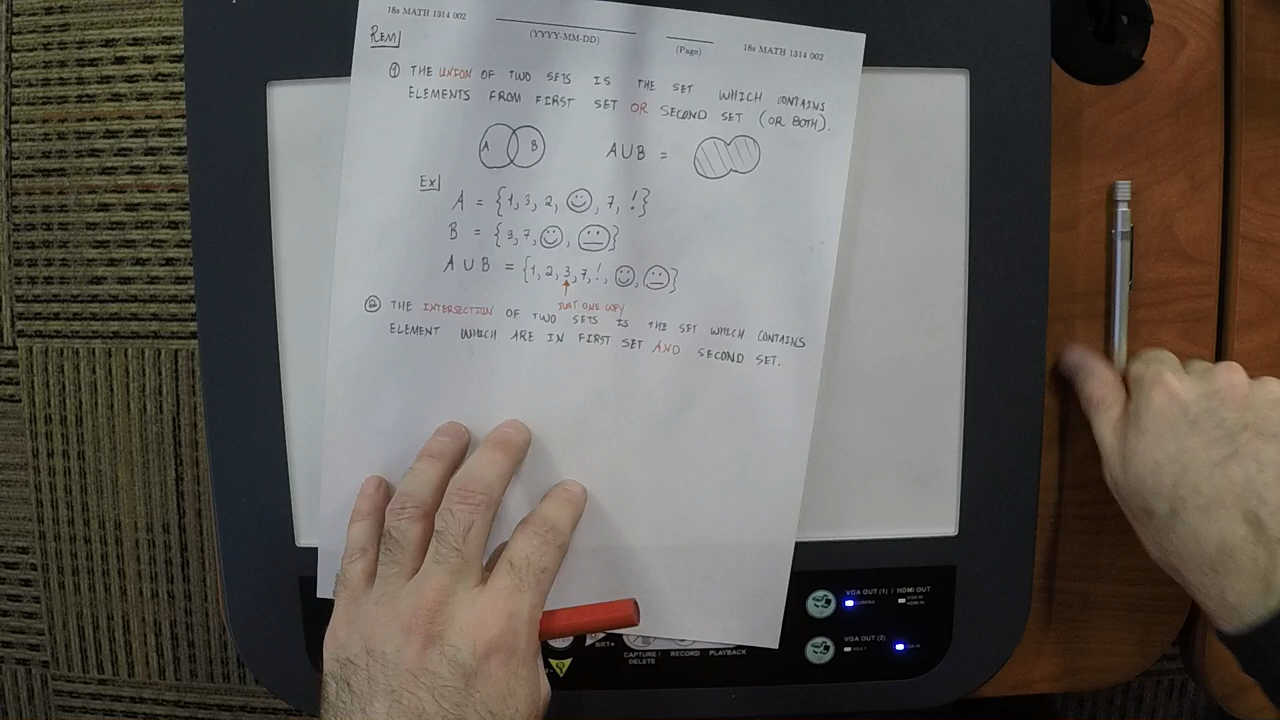 18s MATH 1314 002
(YYYY-MM-DD)
(Page)
18s MATH 1314 002
REM
① THE UNION OF TWO SETS IS THE SET WHICH CONTAINS
ELEMENTS FROM FIRST SET OR SECOND SET (OR BOTH).
A B A∪B =
Ex
A = {1, 3, 2, ☺, 7, !}
B = {3, 7, ☺, 😐}
A∪B = {1, 2, 3, 7, !, ☺, 😐}
↑ JUST ONE COPY
② THE INTERSECTION OF TWO SETS IS THE SET WHICH CONTAINS
ELEMENT WHICH ARE IN FIRST SET AND SECOND SET.
VGA OUT (1) / HDMI OUT
VGA OUT (2)
BRT+
CAPTURE / DELETE
RECORD
PLAYBACK